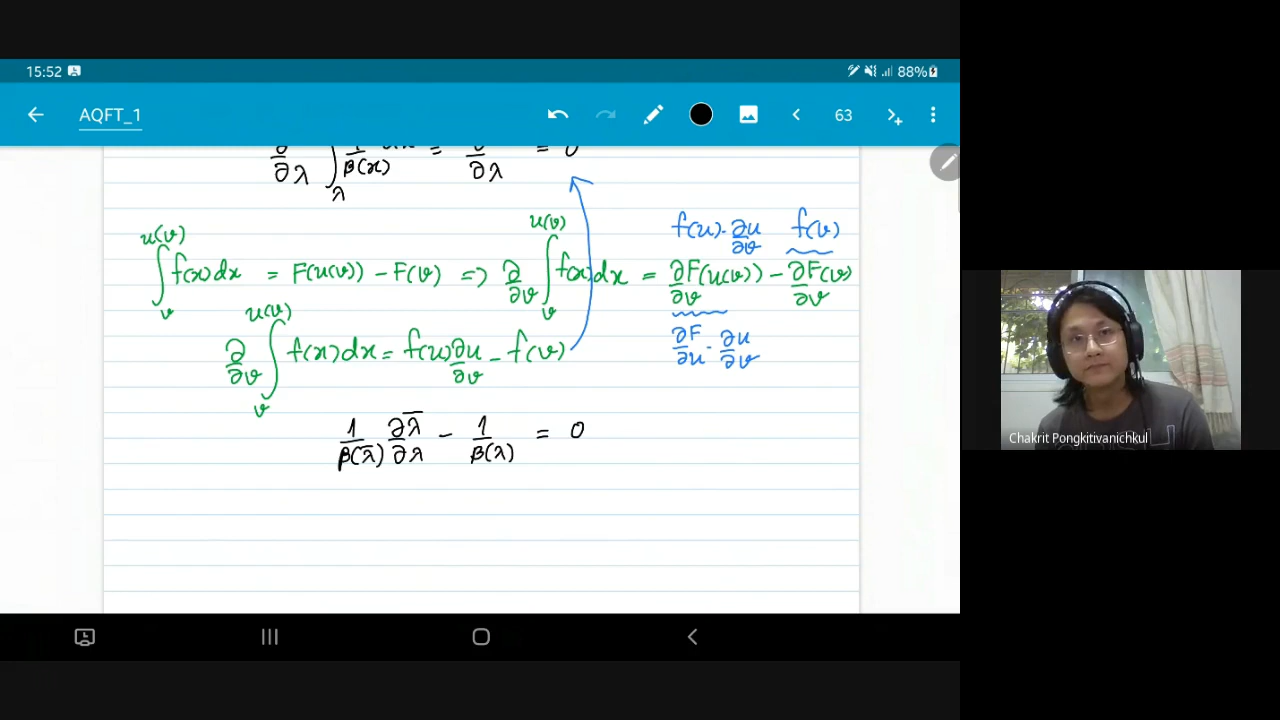 15:52 88%
AQFT_1 63
∂/∂λ ∫_λ 1/β(x) = ∂/∂λ = 0
f(u)·∂u/∂v f(v)
∫_v^{u(v)} f(x)dx = F(u(v)) - F(v) => ∂/∂v ∫_v^{u(v)} f(x)dx = ∂F(u(v))/∂v - ∂F(v)/∂v
∂/∂v ∫_v^{u(v)} f(x)dx = f(u)∂u/∂v - f(v) ∂F/∂u · ∂u/∂v
1/β(λ̄) ∂λ̄/∂λ - 1/β(λ) = 0
Chakrit Pongkitivanichkul